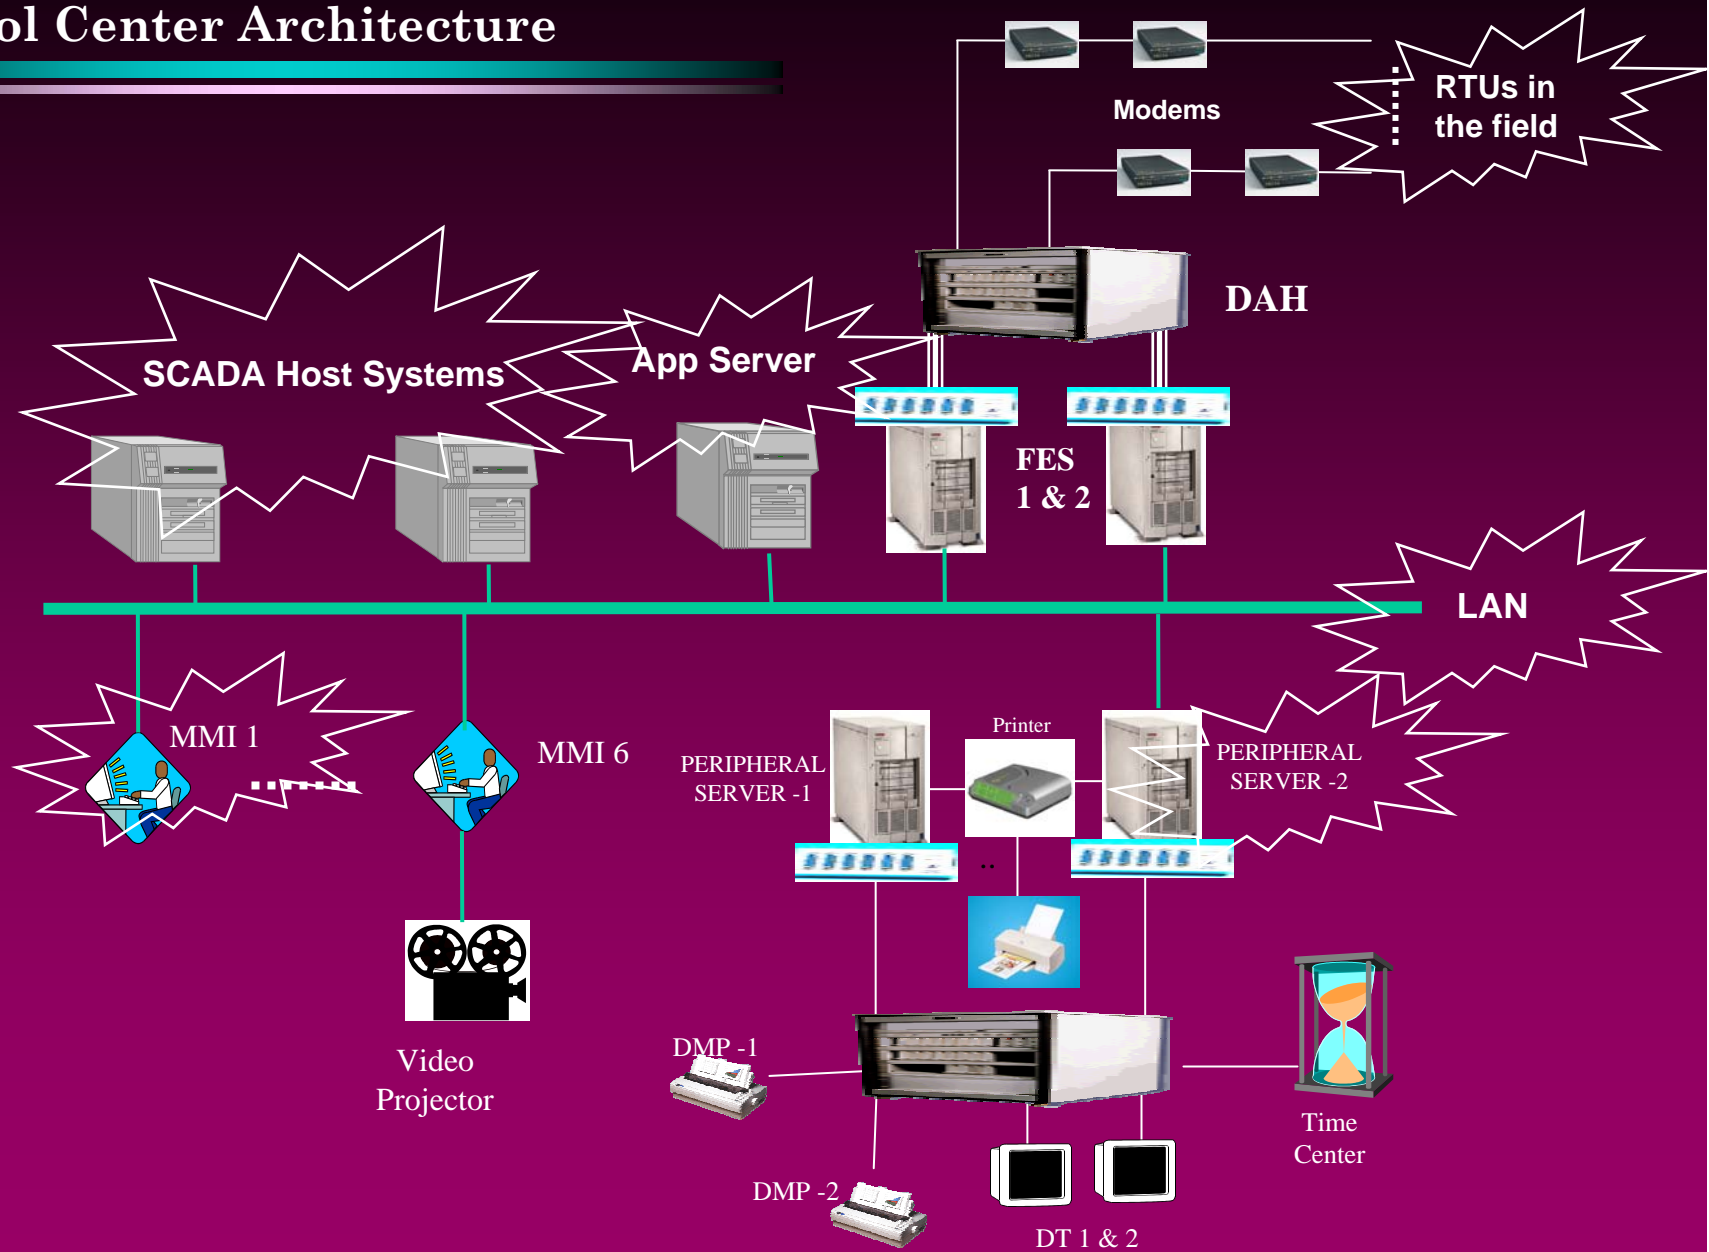 ol Center Architecture
Modems
RTUs in
the field
DAH
SCADA Host Systems
App Server
FES
1 & 2
LAN
MMI 1
MMI 6
Printer
PERIPHERAL
SERVER -1
PERIPHERAL
SERVER -2
..
Video
Projector
DMP -1
DMP -2
DT 1 & 2
Time
Center